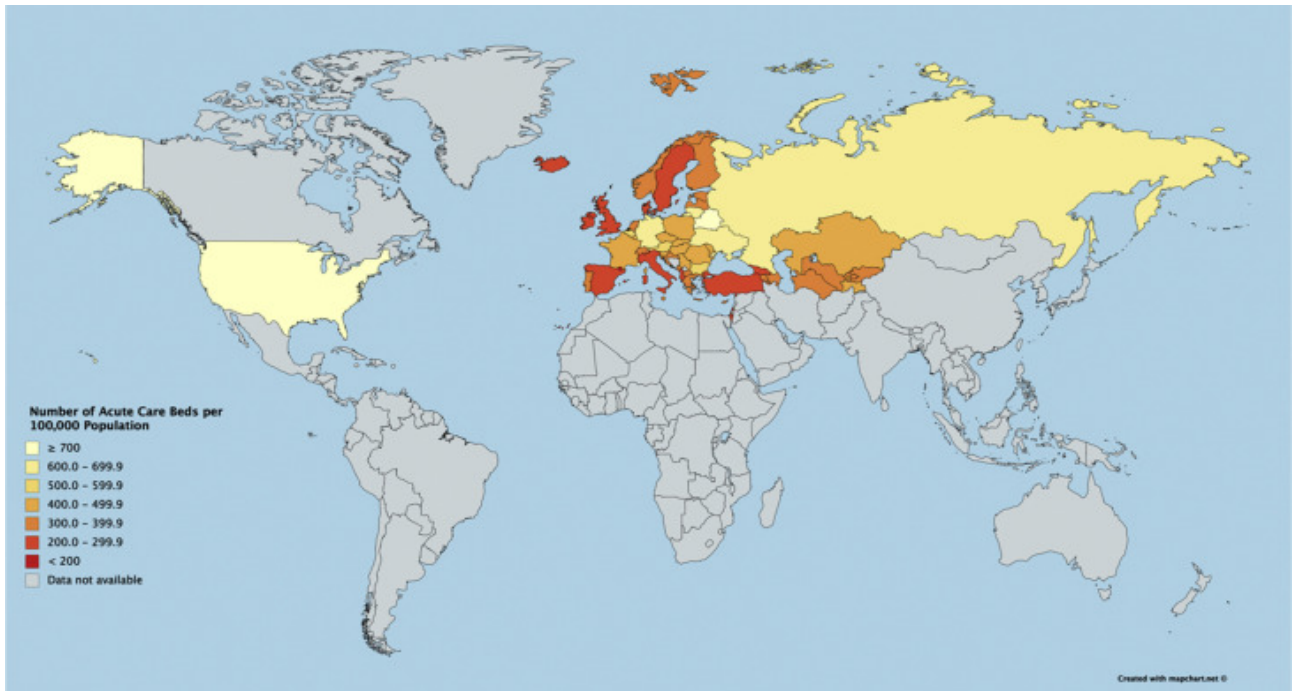 Number of Acute Care Beds per
100,000 Population
≥ 700
600.0 – 699.9
500.0 – 599.9
400.0 – 499.9
300.0 – 399.9
200.0 – 299.9
< 200
Data not available
Created with mapchart.net ©